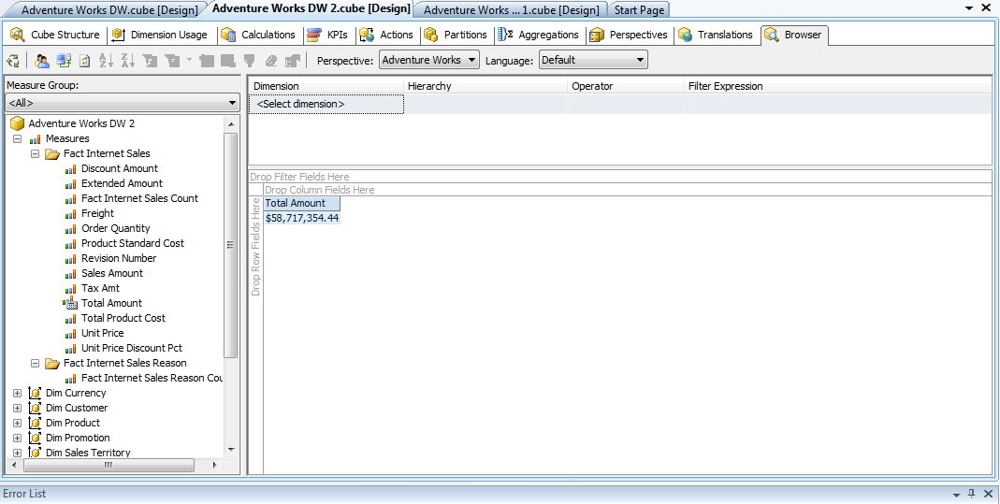 Adventure Works DW.cube [Design]
Adventure Works DW 2.cube [Design]
Adventure Works ... 1.cube [Design]
Start Page
Cube Structure
Dimension Usage
Calculations
KPIs
Actions
Partitions
Aggregations
Perspectives
Translations
Browser
Perspective:
Adventure Works
Language:
Default
Measure Group:
<All>
Adventure Works DW 2
Measures
Fact Internet Sales
Discount Amount
Extended Amount
Fact Internet Sales Count
Freight
Order Quantity
Product Standard Cost
Revision Number
Sales Amount
Tax Amt
Total Amount
Total Product Cost
Unit Price
Unit Price Discount Pct
Fact Internet Sales Reason
Fact Internet Sales Reason Cou
Dim Currency
Dim Customer
Dim Product
Dim Promotion
Dim Sales Territory
Dimension Hierarchy Operator Filter Expression
<Select dimension>
Drop Filter Fields Here
Drop Column Fields Here
Drop Row Fields Here
Total Amount
$58,717,354.44
Error List